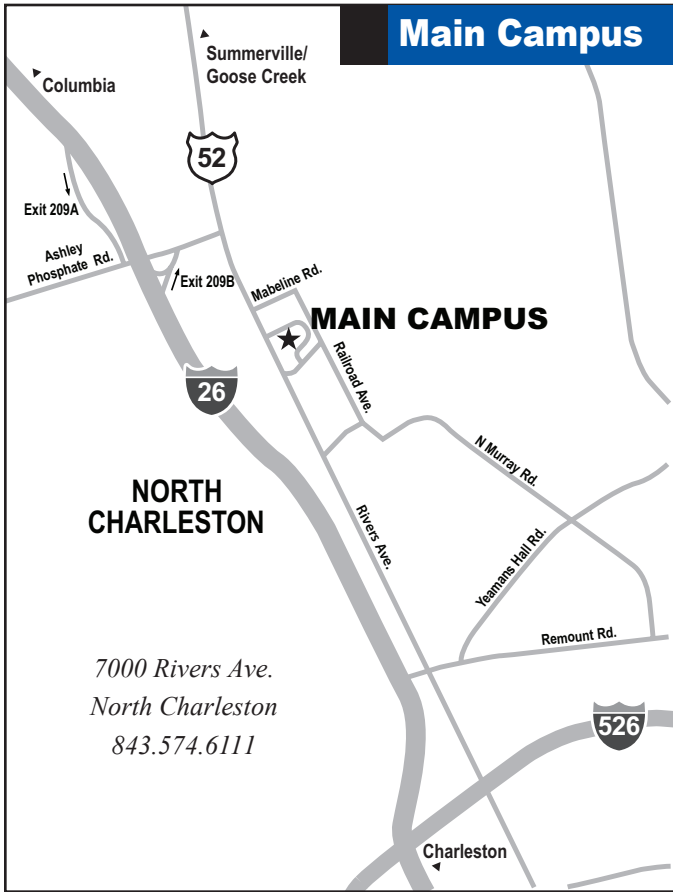 Main Campus
Summerville/
Goose Creek
Columbia
52
Exit 209A
Ashley
Phosphate Rd.
Exit 209B
Mabeline Rd.
MAIN CAMPUS
Railroad Ave.
26
N Murray Rd.
NORTH
CHARLESTON
Rivers Ave.
Yeamans Hall Rd.
Remount Rd.
7000 Rivers Ave.
North Charleston
843.574.6111
526
Charleston